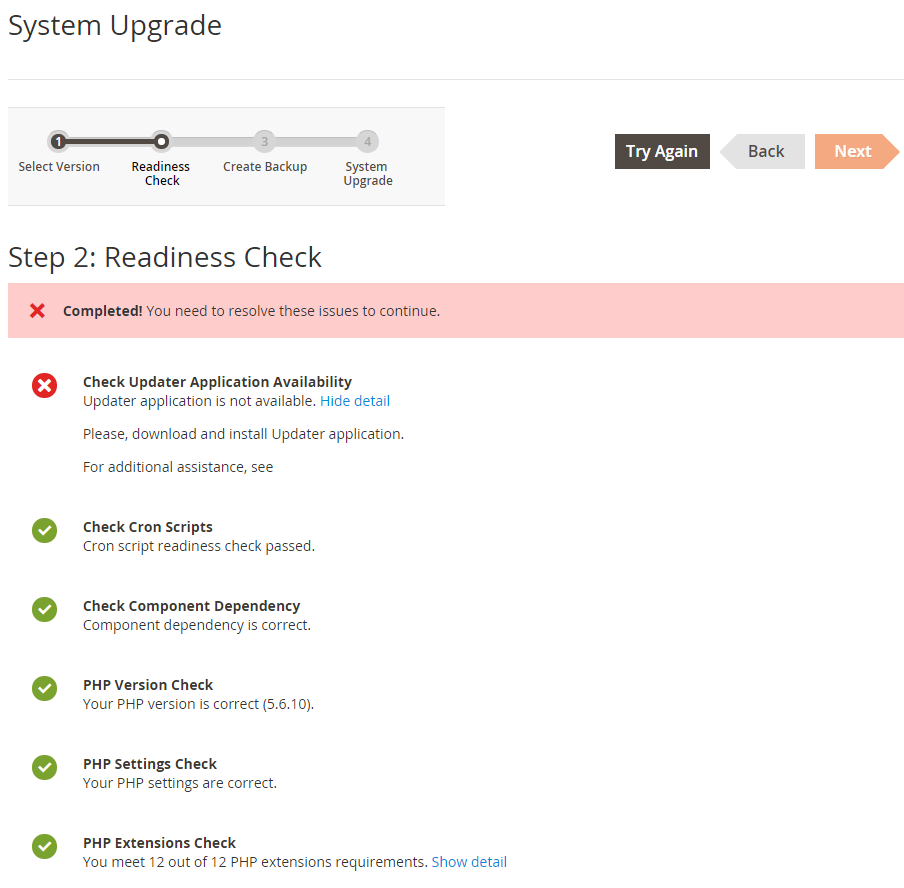 System Upgrade
1
3
4
Select Version
Readiness
Check
Create Backup
System
Upgrade
Try Again
Back
Next
Step 2: Readiness Check
Completed! You need to resolve these issues to continue.
Check Updater Application Availability
Updater application is not available. Hide detail
Please, download and install Updater application.
For additional assistance, see
Check Cron Scripts
Cron script readiness check passed.
Check Component Dependency
Component dependency is correct.
PHP Version Check
Your PHP version is correct (5.6.10).
PHP Settings Check
Your PHP settings are correct.
PHP Extensions Check
You meet 12 out of 12 PHP extensions requirements. Show detail